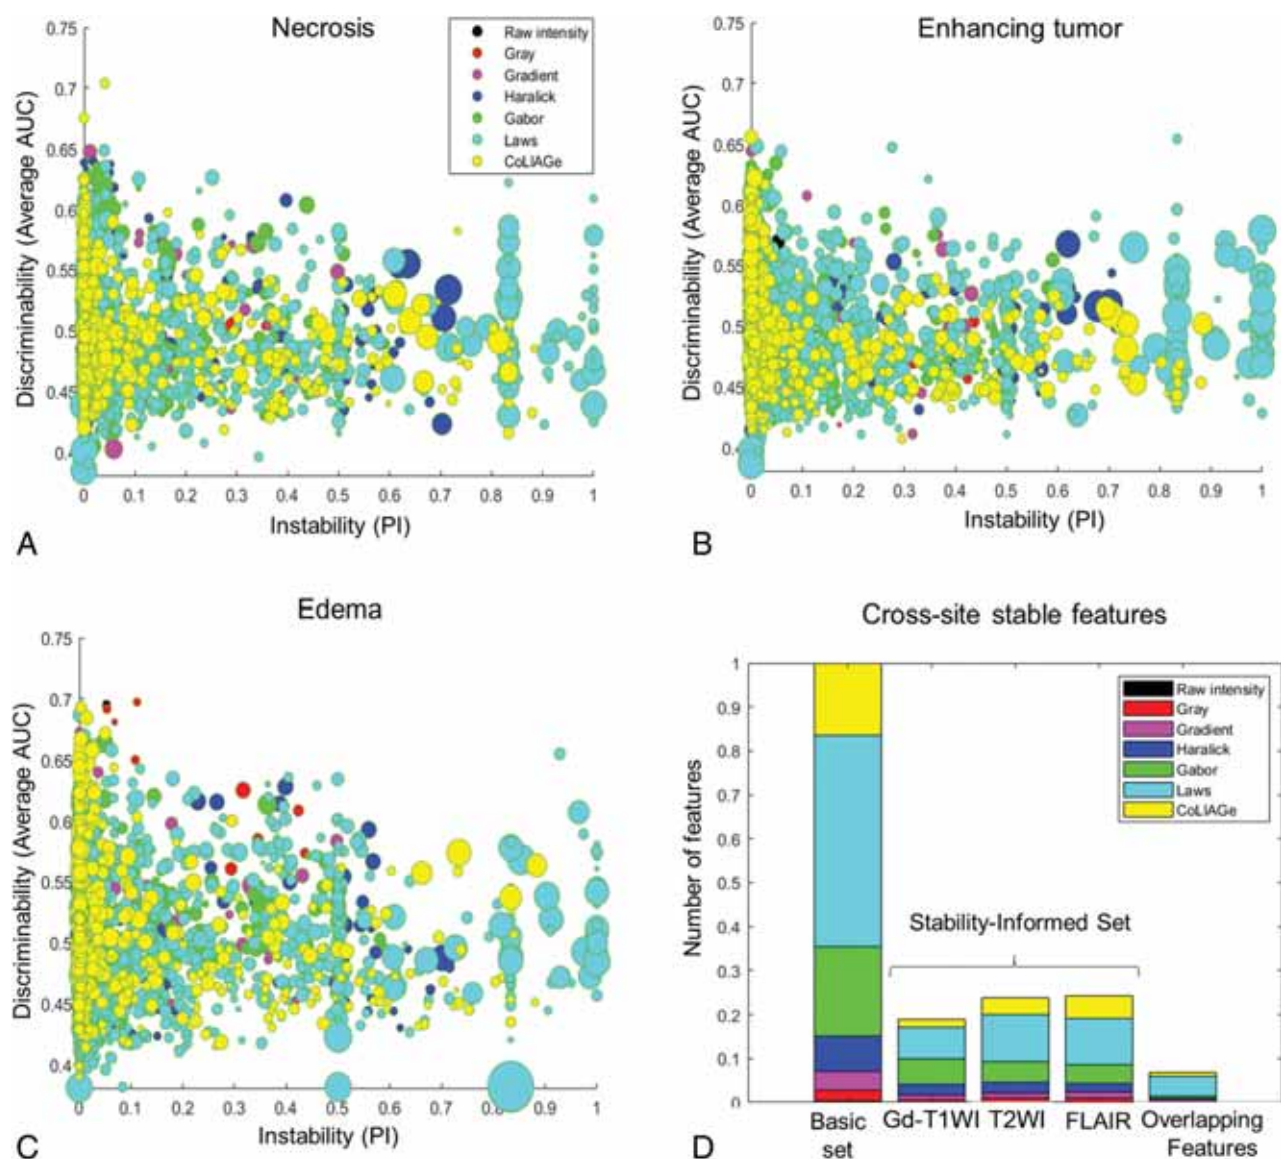 Necrosis
Discriminability (Average AUC)
0.75
0.7
0.65
0.6
0.55
0.5
0.45
0.4
0 0.1 0.2 0.3 0.4 0.5 0.6 0.7 0.8 0.9 1
Instability (PI)
A
Raw intensity
Gray
Gradient
Haralick
Gabor
Laws
CoLIAGe
Enhancing tumor
Discriminability (Average AUC)
0.75
0.7
0.65
0.6
0.55
0.5
0.45
0.4
0 0.1 0.2 0.3 0.4 0.5 0.6 0.7 0.8 0.9 1
Instability (PI)
B
Edema
Discriminability (Average AUC)
0.75
0.7
0.65
0.6
0.55
0.5
0.45
0.4
0 0.1 0.2 0.3 0.4 0.5 0.6 0.7 0.8 0.9 1
Instability (PI)
C
Cross-site stable features
Number of features
1
0.9
0.8
0.7
0.6
0.5
0.4
0.3
0.2
0.1
0
Raw intensity
Gray
Gradient
Haralick
Gabor
Laws
CoLIAGe
Stability-Informed Set
Basic set
Gd-T1WI
T2WI
FLAIR
Overlapping Features
D